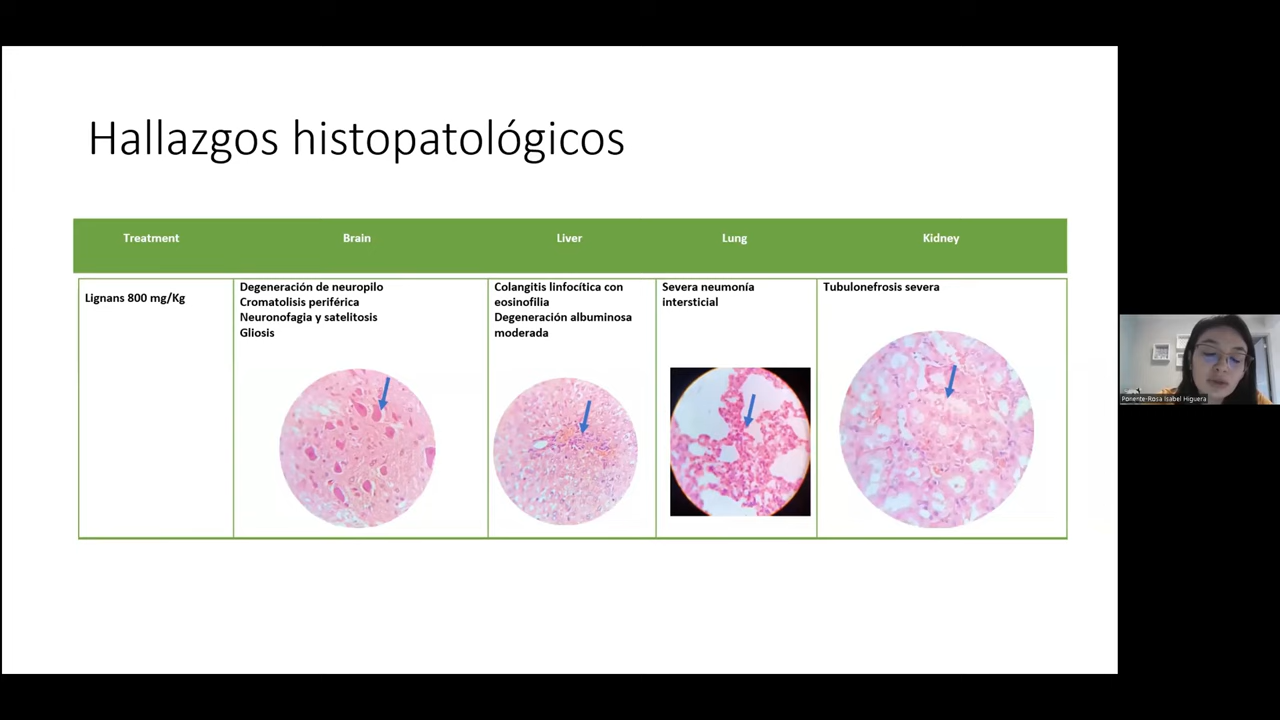 Hallazgos histopatológicos
Treatment
Brain
Liver
Lung
Kidney
Lignans 800 mg/Kg
Degeneración de neuropilo
Cromatolisis periférica
Neuronofagia y satelitosis
Gliosis
Colangitis linfocítica con
eosinofilia
Degeneración albuminosa
moderada
Severa neumonía
intersticial
Tubulonefrosis severa
Ponente-Rosa Isabel Higuera